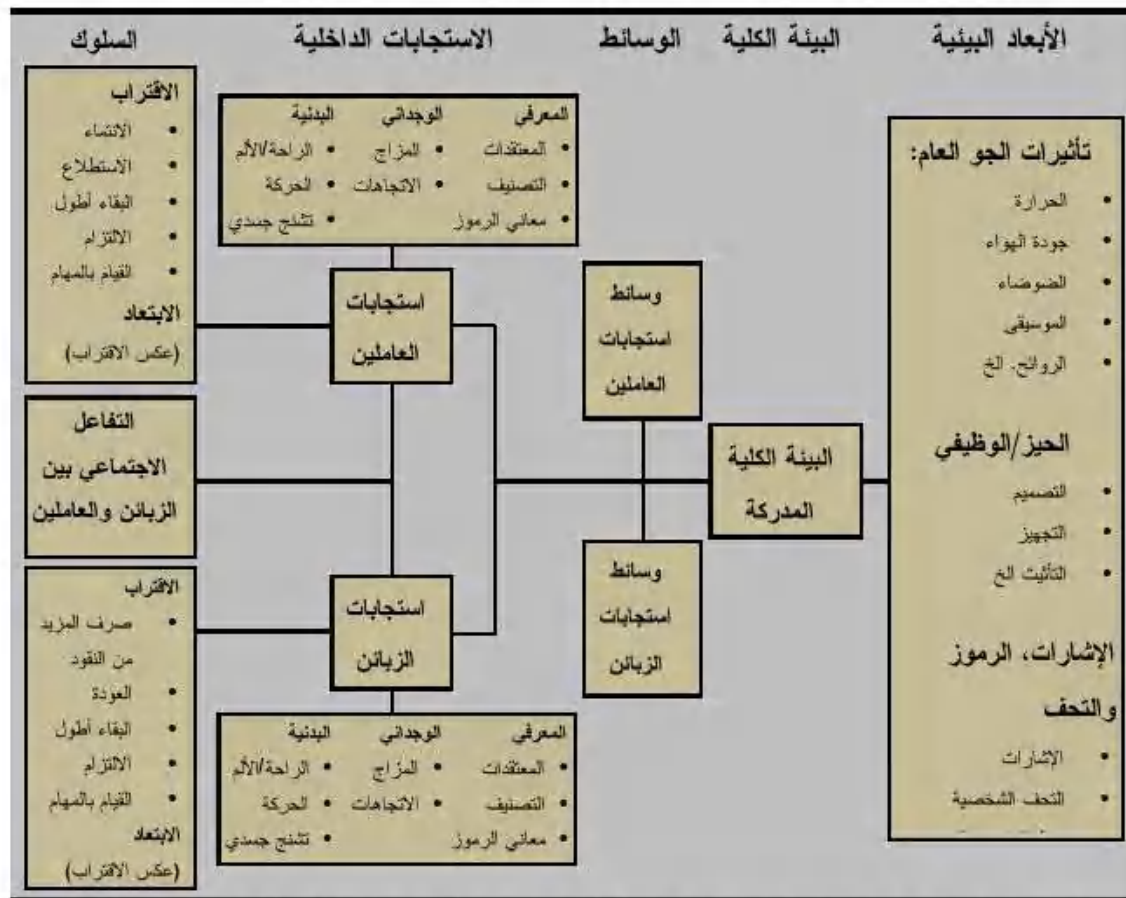 الأبعاد البيئية
البيئة الكلية
الوسائط
الاستجابات الداخلية
السلوك
تأثيرات الجو العام:
• الحرارة
• جودة الهواء
• الضوضاء
• الموسيقى
• الروائح. الخ
الحيز/الوظيفي
• التصميم
• التجهيز
• التأثيث الخ
الإشارات، الرموز
والتحف
• الإشارات
• التحف الشخصية
البيئة الكلية
المدركة
وسائط
استجابات
العاملين
وسائط
استجابات
الزبائن
المعرفي
• المعتقدات
• التصنيف
• معاني الرموز
الوجداني
• المزاج
• الاتجاهات
البدنية
• الراحة/الألم
• الحركة
• تشنج جسدي
استجابات
العاملين
استجابات
الزبائن
المعرفي
• المعتقدات
• التصنيف
• معاني الرموز
الوجداني
• المزاج
• الاتجاهات
البدنية
• الراحة/الألم
• الحركة
• تشنج جسدي
الاقتراب
• الانتماء
• الاستطلاع
• البقاء أطول
• الالتزام
• القيام بالمهام
الابتعاد
(عكس الاقتراب)
التفاعل
الاجتماعي بين
الزبائن والعاملين
الاقتراب
• صرف المزيد
من النقود
• العودة
• البقاء أطول
• الالتزام
• القيام بالمهام
الابتعاد
(عكس الاقتراب)